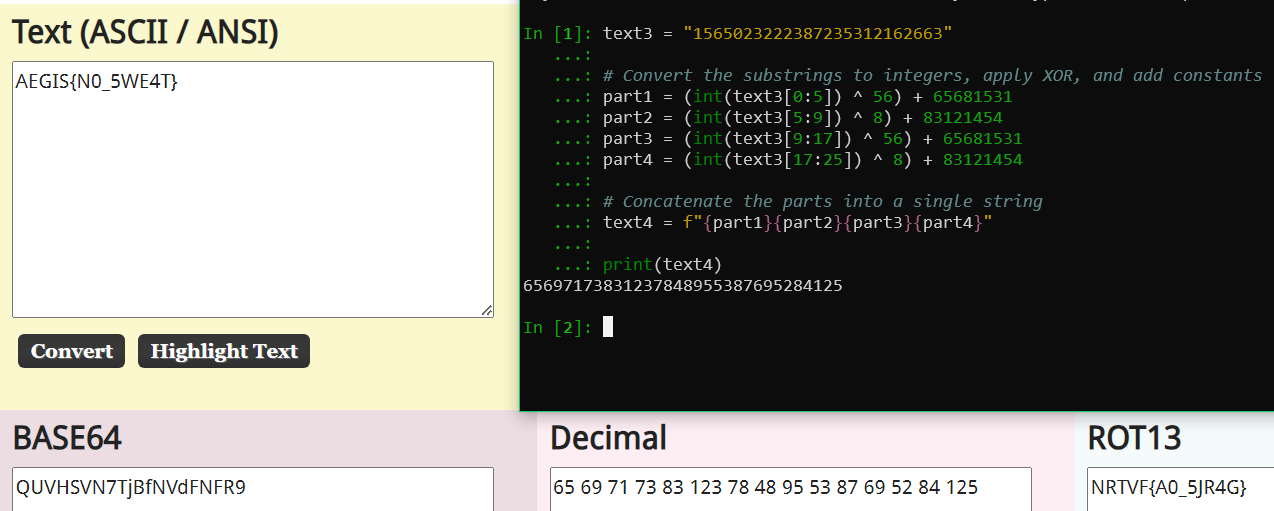 Text (ASCII / ANSI)
AEGIS{N0_5WE4T}
Convert
Highlight Text
In [1]: text3 = "1565023222387235312162663"
...:
...: # Convert the substrings to integers, apply XOR, and add constants
...: part1 = (int(text3[0:5]) ^ 56) + 65681531
...: part2 = (int(text3[5:9]) ^ 8) + 83121454
...: part3 = (int(text3[9:17]) ^ 56) + 65681531
...: part4 = (int(text3[17:25]) ^ 8) + 83121454
...:
...: # Concatenate the parts into a single string
...: text4 = f"{part1}{part2}{part3}{part4}"
...:
...: print(text4)
65697173831237848955387695284125
In [2]:
BASE64
QUVHSVN7TjBfNVdFNFR9
Decimal
65 69 71 73 83 123 78 48 95 53 87 69 52 84 125
ROT13
NRTVF{A0_5JR4G}